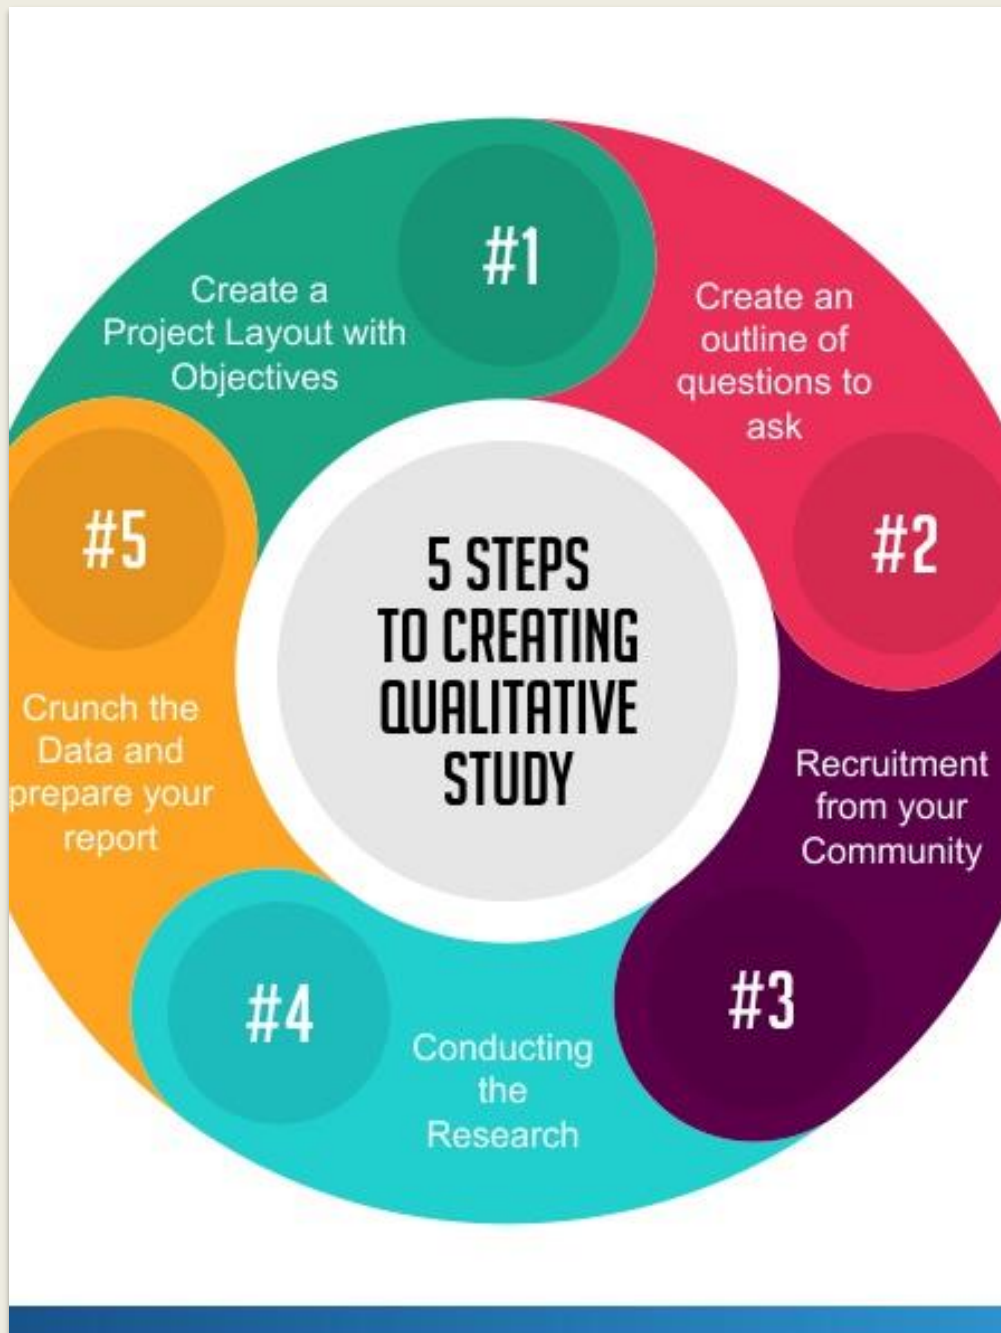 5 STEPS
TO CREATING
QUALITATIVE
STUDY
#1
Create a
Project Layout with
Objectives
#2
Create an
outline of
questions to
ask
#3
Recruitment
from your
Community
#4
Conducting
the
Research
#5
Crunch the
Data and
prepare your
report